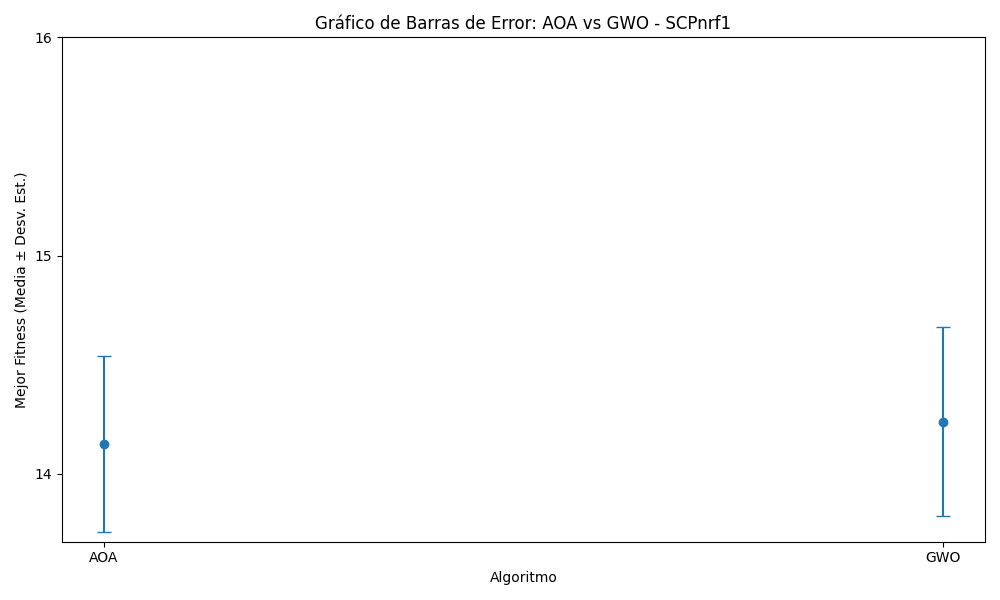 Gráfico de Barras de Error: AOA vs GWO - SCPnrf1
Mejor Fitness (Media ± Desv. Est.)
16
15
14
AOA
GWO
Algoritmo